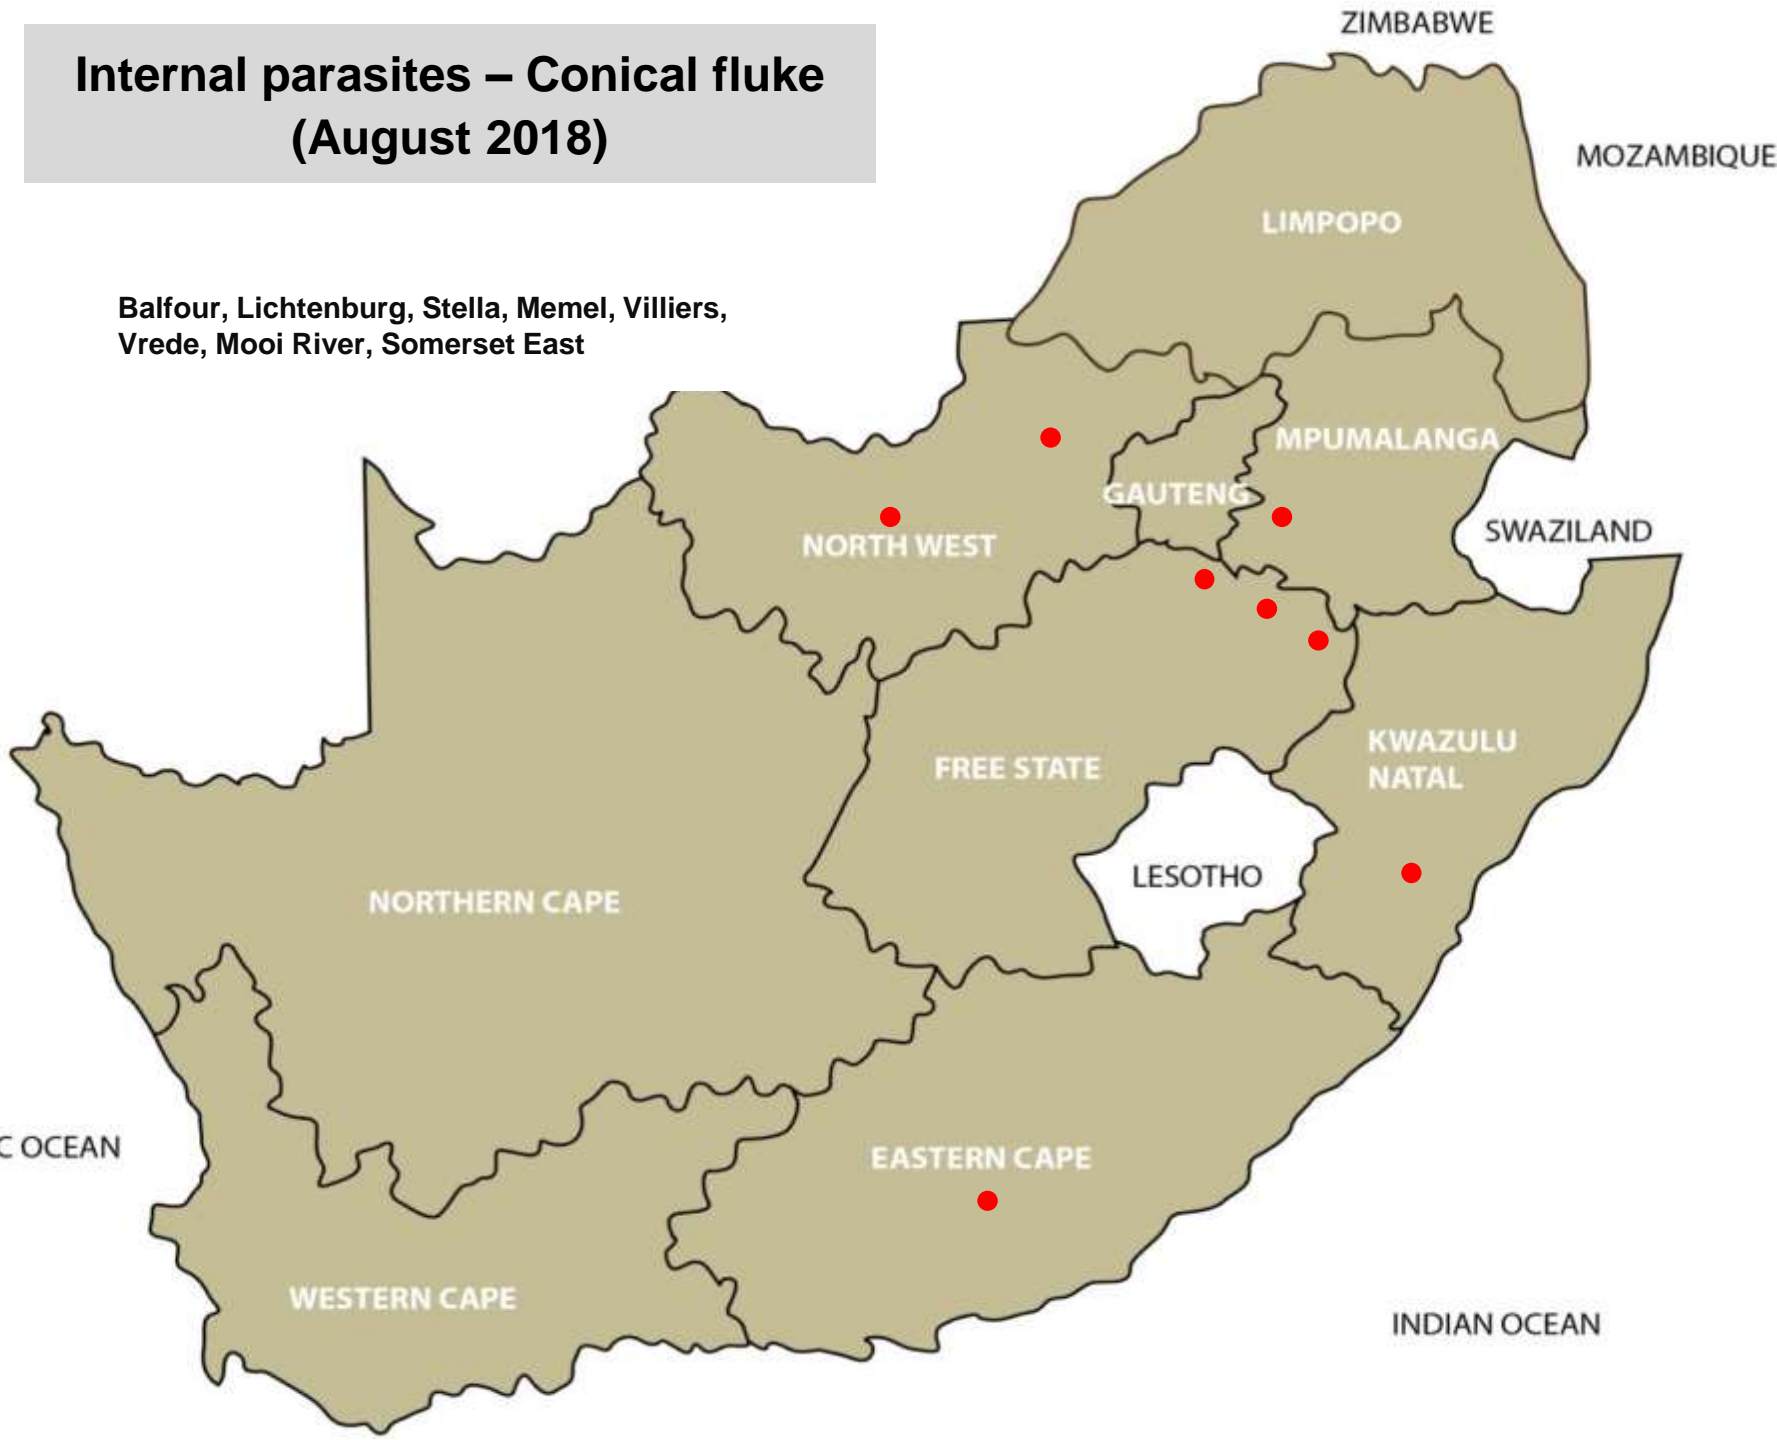 Internal parasites – Conical fluke
(August 2018)
ZIMBABWE
MOZAMBIQUE
LIMPOPO
Balfour, Lichtenburg, Stella, Memel, Villiers,
Vrede, Mooi River, Somerset East
MPUMALANGA
GAUTENG
SWAZILAND
NORTH WEST
KWAZULU
NATAL
FREE STATE
LESOTHO
NORTHERN CAPE
C OCEAN
EASTERN CAPE
WESTERN CAPE
INDIAN OCEAN